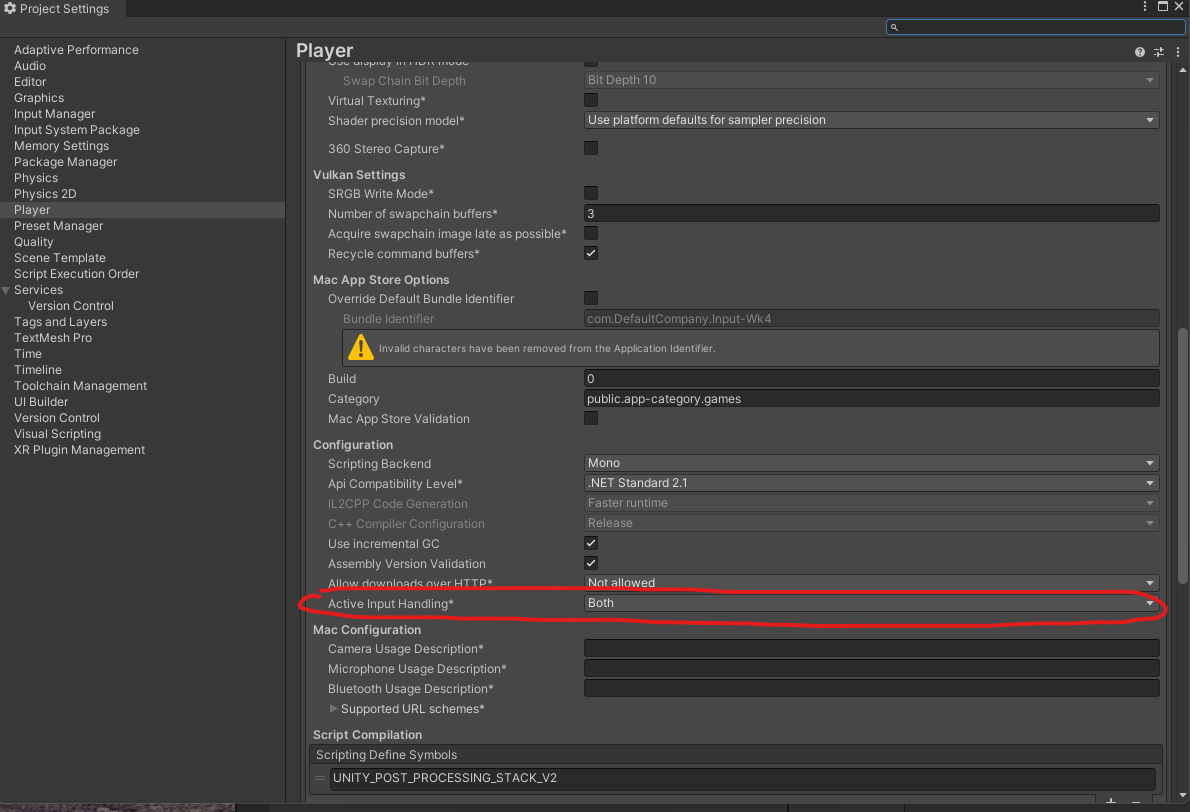 Project Settings
Adaptive Performance
Audio
Editor
Graphics
Input Manager
Input System Package
Memory Settings
Package Manager
Physics
Physics 2D
Player
Preset Manager
Quality
Scene Template
Script Execution Order
Services
Version Control
Tags and Layers
TextMesh Pro
Time
Timeline
Toolchain Management
UI Builder
Version Control
Visual Scripting
XR Plugin Management
Player
Use display in HDR mode
Swap Chain Bit Depth Bit Depth 10
Virtual Texturing*
Shader precision model* Use platform defaults for sampler precision
360 Stereo Capture*
Vulkan Settings
SRGB Write Mode*
Number of swapchain buffers* 3
Acquire swapchain image late as possible*
Recycle command buffers*
Mac App Store Options
Override Default Bundle Identifier
Bundle Identifier com.DefaultCompany.Input-Wk4
Invalid characters have been removed from the Application Identifier.
Build 0
Category public.app-category.games
Mac App Store Validation
Configuration
Scripting Backend Mono
Api Compatibility Level* .NET Standard 2.1
IL2CPP Code Generation Faster runtime
C++ Compiler Configuration Release
Use incremental GC
Assembly Version Validation
Allow downloads over HTTP* Not allowed
Active Input Handling* Both
Mac Configuration
Camera Usage Description*
Microphone Usage Description*
Bluetooth Usage Description*
Supported URL schemes*
Script Compilation
Scripting Define Symbols
UNITY_POST_PROCESSING_STACK_V2